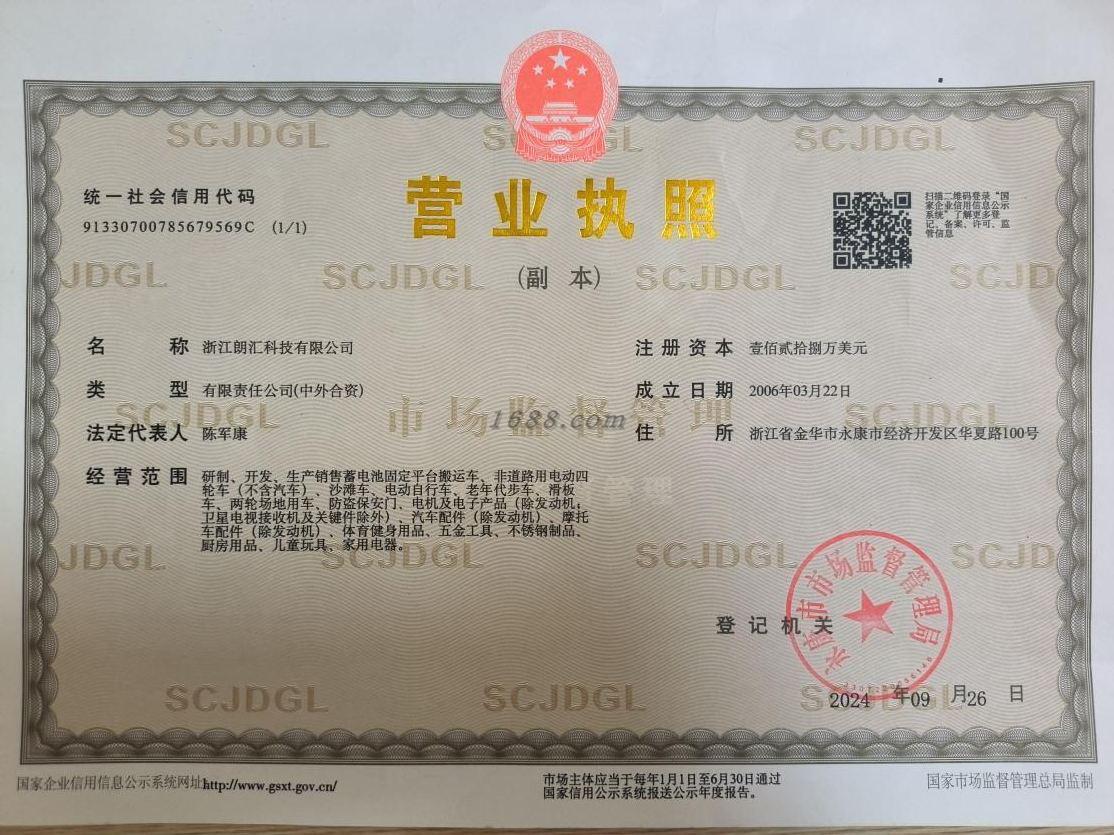 统一社会信用代码
91330700785679569C (1/1)
营业执照
(副 本)
扫描二维码登录“国
家企业信用信息公示
系统”了解更多登
记、备案、许可、监
管信息
名 称 浙江朗汇科技有限公司
类 型 有限责任公司(中外合资)
法定代表人 陈军康
经营范围 研制、开发、生产销售蓄电池固定平台搬运车、非道路用电动四
轮车（不含汽车）、沙滩车、电动自行车、老年代步车、滑板
车、两轮场地用车、防盗保安门、电机及电子产品（除发动机；
卫星电视接收机及关键件除外）、汽车配件（除发动机）、摩托
车配件（除发动机）、体育健身用品、五金工具、不锈钢制品、
厨房用品、儿童玩具、家用电器。
注册资本 壹佰贰拾捌万美元
成立日期 2006年03月22日
住 所 浙江省金华市永康市经济开发区华夏路100号
SCJDGL SCJDGL SCJDGL
JDGL SCJDGL SCJDGL SCJD
SCJDGL 市场监督管理 SCJDGL
1688.com
JDGL SCJDGL SCJDGL SCJD
SCJDGL SCJDGL SCJDGL
登记机关
永康市市场监督管理局
2024 年09 月26 日
国家企业信用信息公示系统网址http://www.gsxt.gov.cn/
市场主体应当于每年1月1日至6月30日通过
国家信用公示系统报送公示年度报告。
国家市场监督管理总局监制